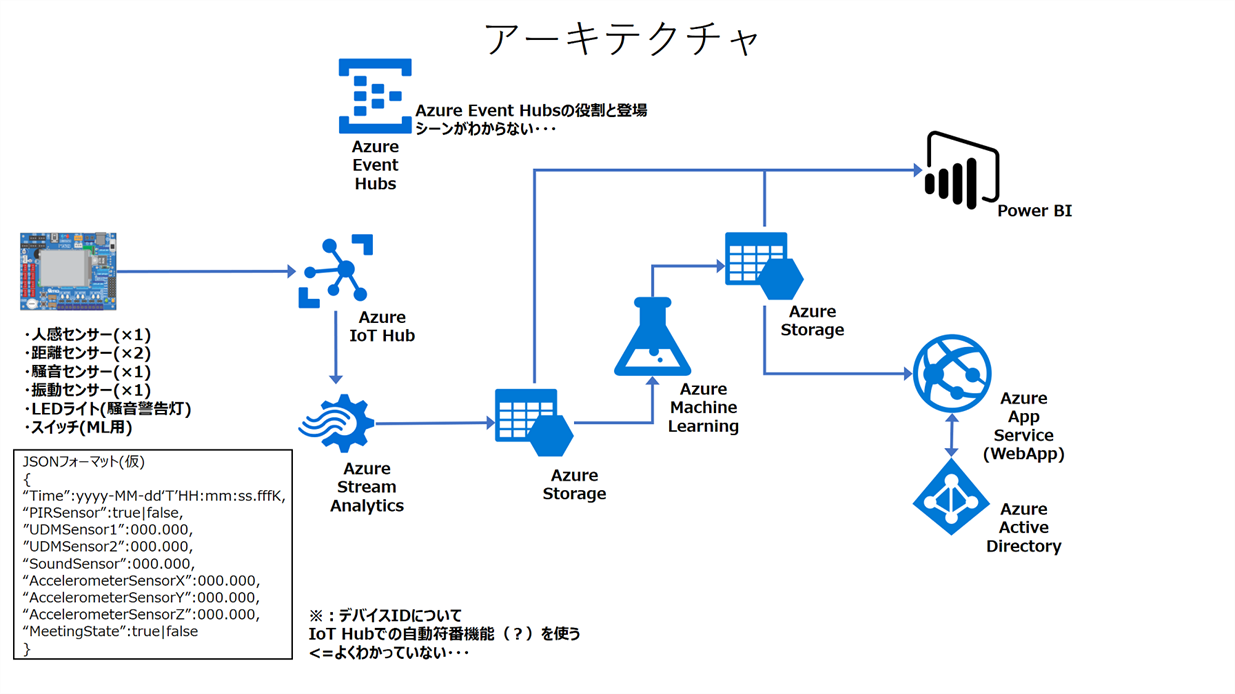 アーキテクチャ
Azure Event Hubsの役割と登場
シーンがわからない・・・
Azure
Event
Hubs
Power BI
Azure
IoT Hub
Azure
Storage
・人感センサー(×1)
・距離センサー(×2)
・騒音センサー(×1)
・振動センサー(×1)
・LEDライト(騒音警告灯)
・スイッチ(ML用)
Azure
Machine
Learning
Azure
App
Service
(WebApp)
Azure
Stream
Analytics
Azure
Storage
Azure
Active
Directory
JSONフォーマット(仮)
{
“Time”:yyyy-MM-dd‘T’HH:mm:ss.fffK,
“PIRSensor”:true|false,
”UDMSensor1”:000.000,
”UDMSensor2”:000.000,
“SoundSensor”:000.000,
“AccelerometerSensorX”:000.000,
“AccelerometerSensorY”:000.000,
“AccelerometerSensorZ”:000.000,
“MeetingState”:true|false
}
※：デバイスIDについて
IoT Hubでの自動符番機能（？）を使う
<=よくわかっていない・・・